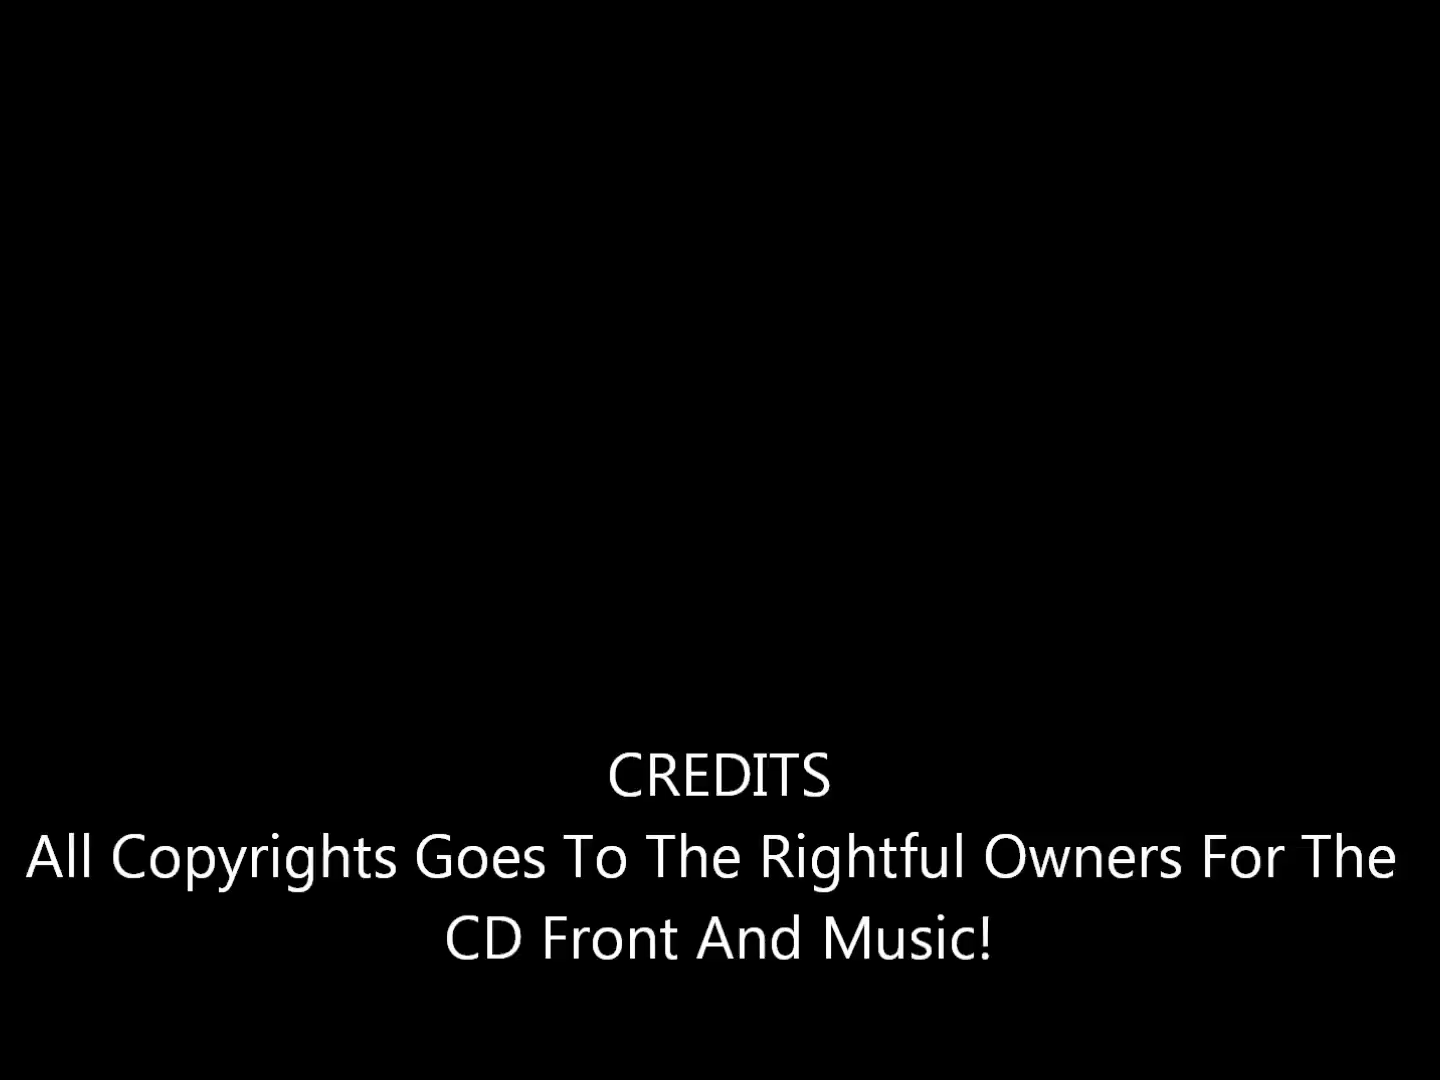 CREDITS
All Copyrights Goes To The Rightful Owners For The
CD Front And Music!